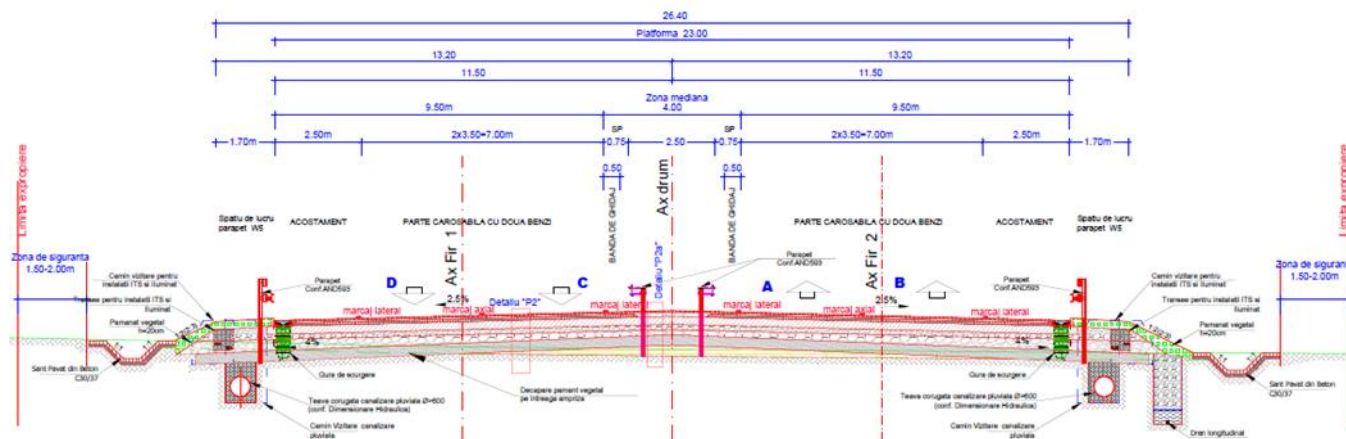 26.40
Platforma 23.00
13.20 13.20
11.50 11.50
Zona mediana
9.50m 4.00 9.50m
SP SP
1.70m 2.50m 2x3.50=7.00m 0.75 2.50 0.75 2x3.50=7.00m 2.50m 1.70m
0.50 0.50
Limita expropiere
Limita expropiere
Ax drum
BANDA DE GHIDAJ
BANDA DE GHIDAJ
Spatiu de lucru
parapet W5
ACOSTAMENT
PARTE CAROSABILA CU DOUA BENZI
PARTE CAROSABILA CU DOUA BENZI
ACOSTAMENT
Spatiu de lucru
parapet W5
Ax Fir 1
Ax Fir 2
Zona de siguranta
1.50-2.00m
Zona de sigurant
1.50-2.00m
Camin vizitare pentru
instalatii ITS si iluminat
Transee pentru instalatii ITS si
iluminat
Pamanat vegetal
h=20cm
Parapet
Conf.AND593
D
C
Detaliu "P2a"
Parapet
Conf.AND593
A
B
Parapet
Conf.AND593
Camin vizitare pentru
instalatii ITS si iluminat
Transee pentru instalatii ITS si
iluminat
Pamanat vegetal
h=20cm
2.5%
Detaliu "P2"
2.5%
marcaj lateral
marcaj axial
marcaj lateral
marcaj lateral
marcaj axial
marcaj lateral
4%
4%
Sant Pavat din Beton
C30/37
Gura de scurgere
Decapare pamant vegetal
pe intreaga ampriza
Gura de scurgere
Sant Pavat din Beton
C30/37
Teava corugata canalizare pluviala Ø=600
(conf. Dimensionare Hidraulica)
Teava corugata canalizare pluviala Ø=600
(conf. Dimensionare Hidraulica)
Camin Vizitare canalizare
pluviala
Camin Vizitare canalizare
pluviala
Dren longitudinal